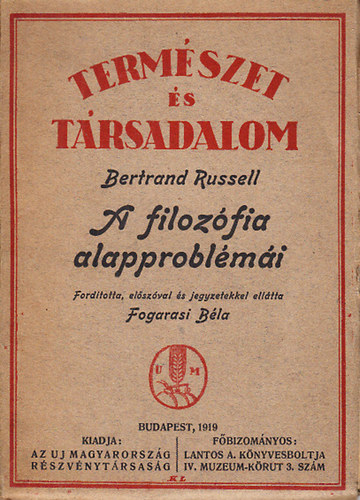 TERMÉSZET
ÉS
TÁRSADALOM
Bertrand Russell
A filozófia
alapproblémái
Fordította, előszóval és jegyzetekkel ellátta
Fogarasi Béla
U M
BUDAPEST, 1919
KIADJA:
AZ UJ MAGYARORSZÁG
RÉSZVÉNYTÁRSASÁG
FŐBIZOMÁNYOS:
LANTOS A. KÖNYVESBOLTJA
IV. MUZEUM-KÖRUT 3. SZÁM
KL